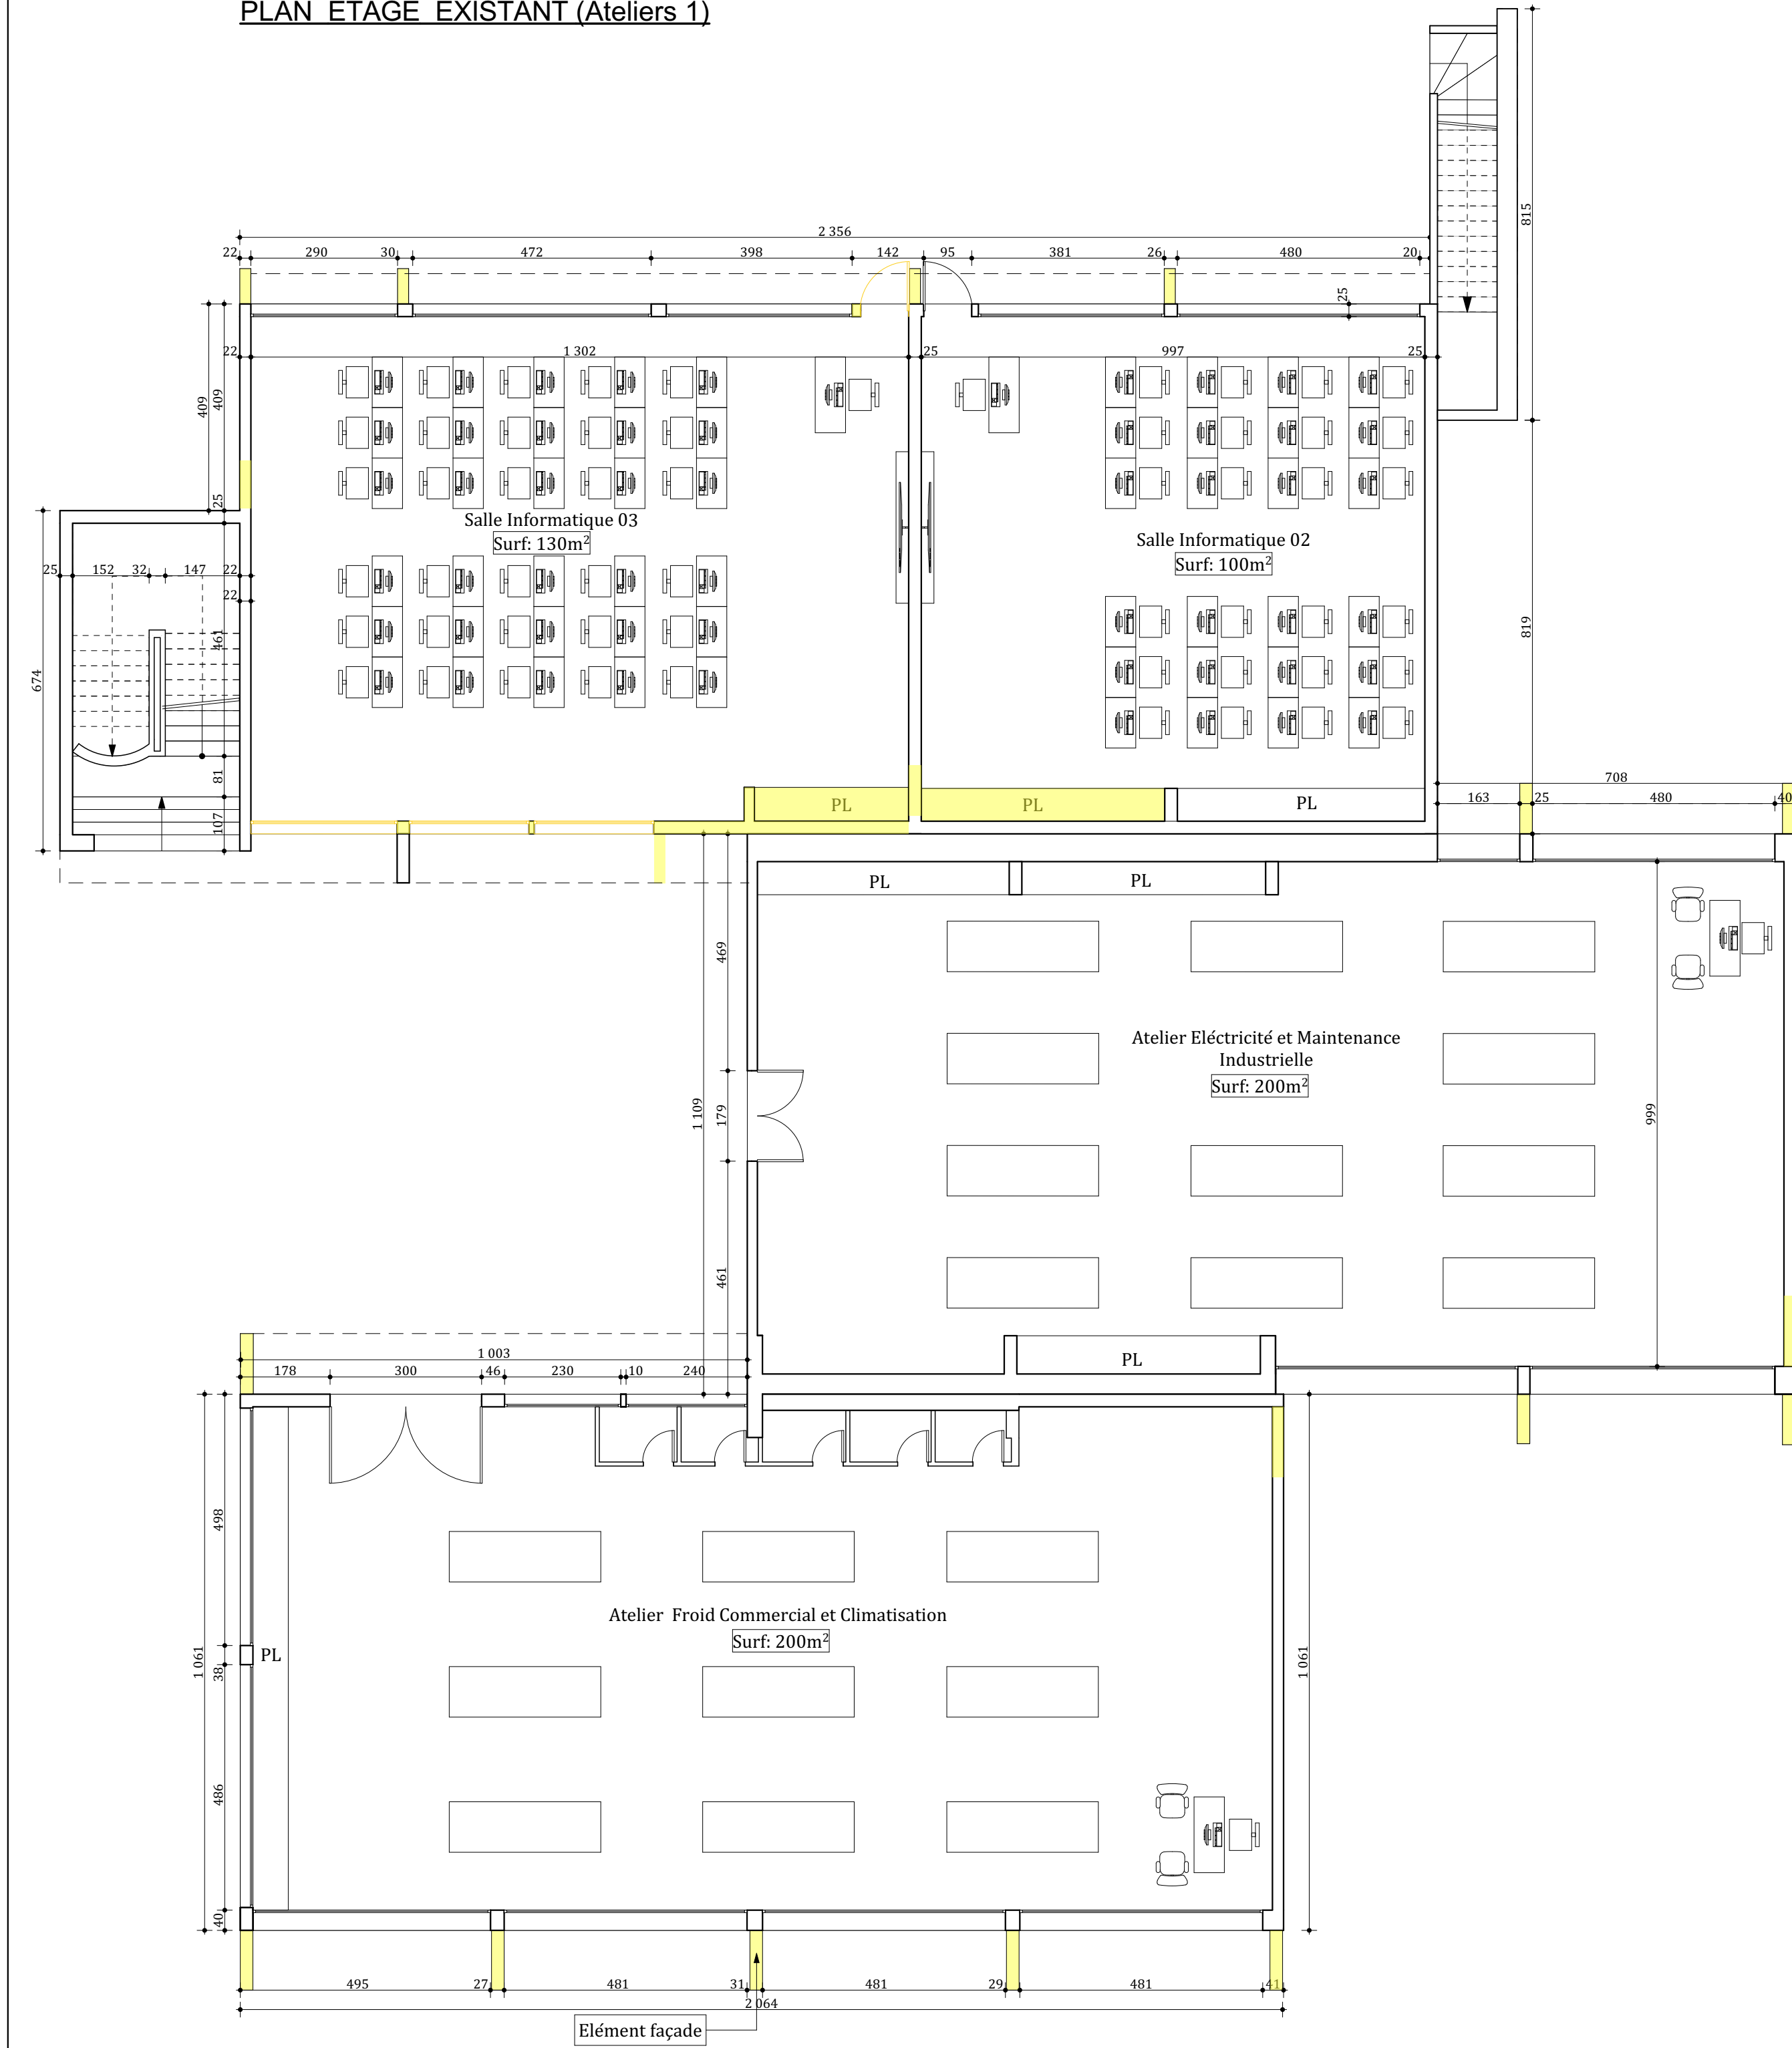 PLAN ETAGE EXISTANT (Ateliers 1)
815
2 356
22 290 30 472 398 142 95 381 26 480 20
25
22 1 302 25 997 25
409
409
25
Salle Informatique 03
Surf: 130m²
Salle Informatique 02
Surf: 100m²
25 152 32 147 22
22
461
674
819
81
107
708
163 25 480 40
PL
PL
PL
PL
PL
469
Atelier Eléctricité et Maintenance
Industrielle
Surf: 200m²
1 109
179
999
461
1 003
178 300 46 230 10 240
PL
498
Atelier Froid Commercial et Climatisation
Surf: 200m²
PL
1 061
38
1 061
486
40
495 27 481 31 481 29 481 41
2 064
Elément façade